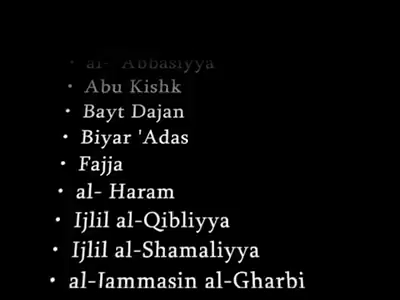 • al- 'Abbasiyya
• Abu Kishk
• Bayt Dajan
• Biyar 'Adas
• Fajja
• al- Haram
• Ijlil al-Qibliyya
• Ijlil al-Shamaliyya
• al-Jammasin al-Gharbi